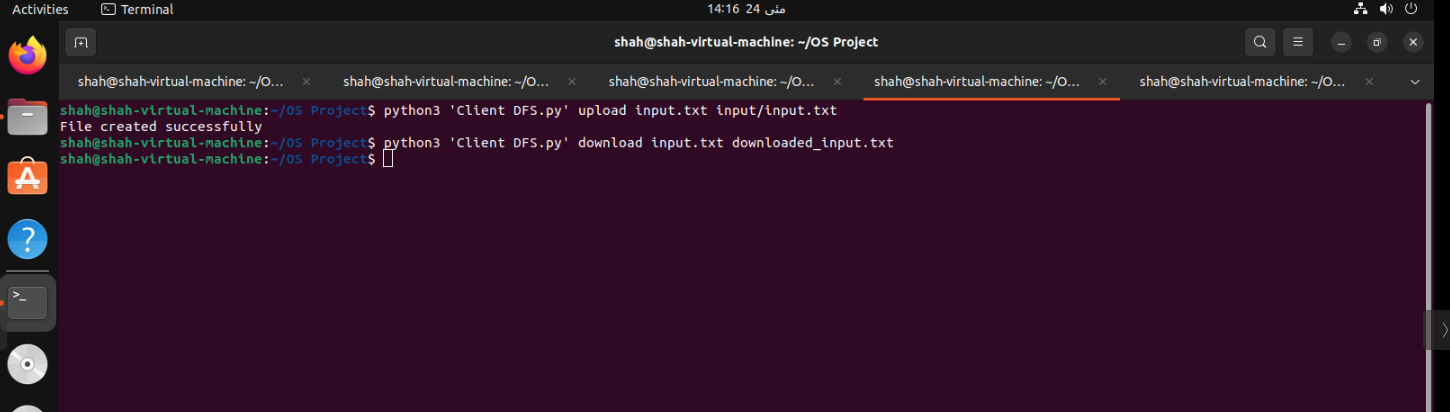 Activities
Terminal
14:16 24 مئی
shah@shah-virtual-machine: ~/OS Project
shah@shah-virtual-machine: ~/O...
shah@shah-virtual-machine: ~/O...
shah@shah-virtual-machine: ~/O...
shah@shah-virtual-machine: ~/O...
shah@shah-virtual-machine: ~/O...
shah@shah-virtual-machine:~/OS Project$ python3 'Client DFS.py' upload input.txt input/input.txt
File created successfully
shah@shah-virtual-machine:~/OS Project$ python3 'Client DFS.py' download input.txt downloaded_input.txt
shah@shah-virtual-machine:~/OS Project$